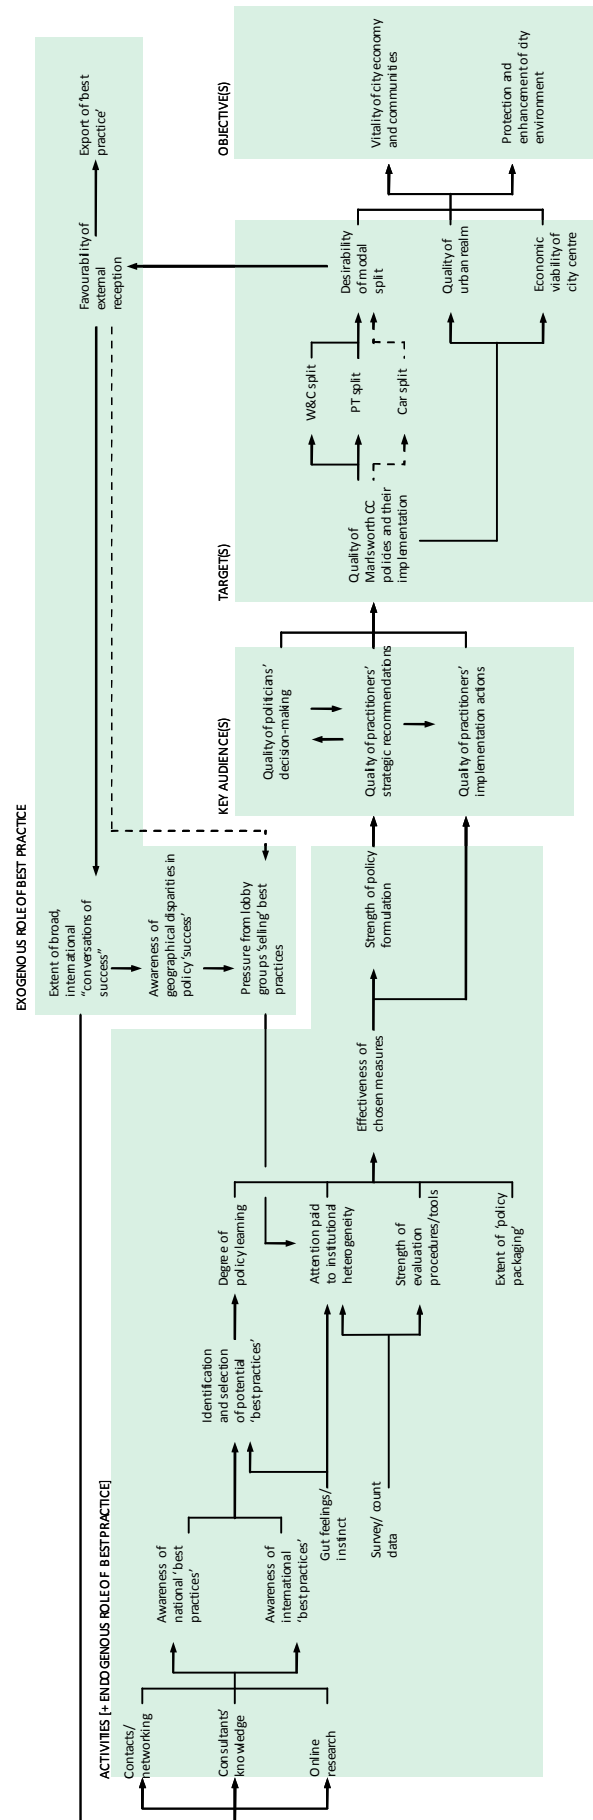 EXOGENOUS ROLE OF BEST PRACTICE
Extent of broad,
international
“conversations of
success”
Awareness of
geographical disparities in
policy ‘success’
Pressure from lobby
groups ‘selling’ best
practices
Favourability of
external
reception
Export of ‘best
practice’
ACTIVITIES [+ ENDOGENOUS ROLE OF BEST PRACTICE]
Contacts/
networking
Consultants’
knowledge
Online
research
Awareness of
national ‘best
practices’
Awareness of
international
‘best practices’
Gut feelings/
instinct
Survey/ count
data
Identification
and selection
of potential
‘best practices’
Degree of
policy learning
Attention paid
to institutional
heterogeneity
Strength of
evaluation
procedures/tools
Extent of ‘policy
packaging’
Effectiveness of
chosen measures
Strength of policy
formulation
KEY AUDIENCE(S)
Quality of politicians’
decision-making
Quality of practitioners’
strategic recommendations
Quality of practitioners’
implementation actions
TARGET(S)
Quality of
Marlsworth CC
policies and their
implementation
W&C split
PT split
Car split
Desirability
of modal
split
Quality of
urban realm
Economic
viability of
city centre
OBJECTIVE(S)
Vitality of city economy
and communities
Protection and
enhancement of city
environment